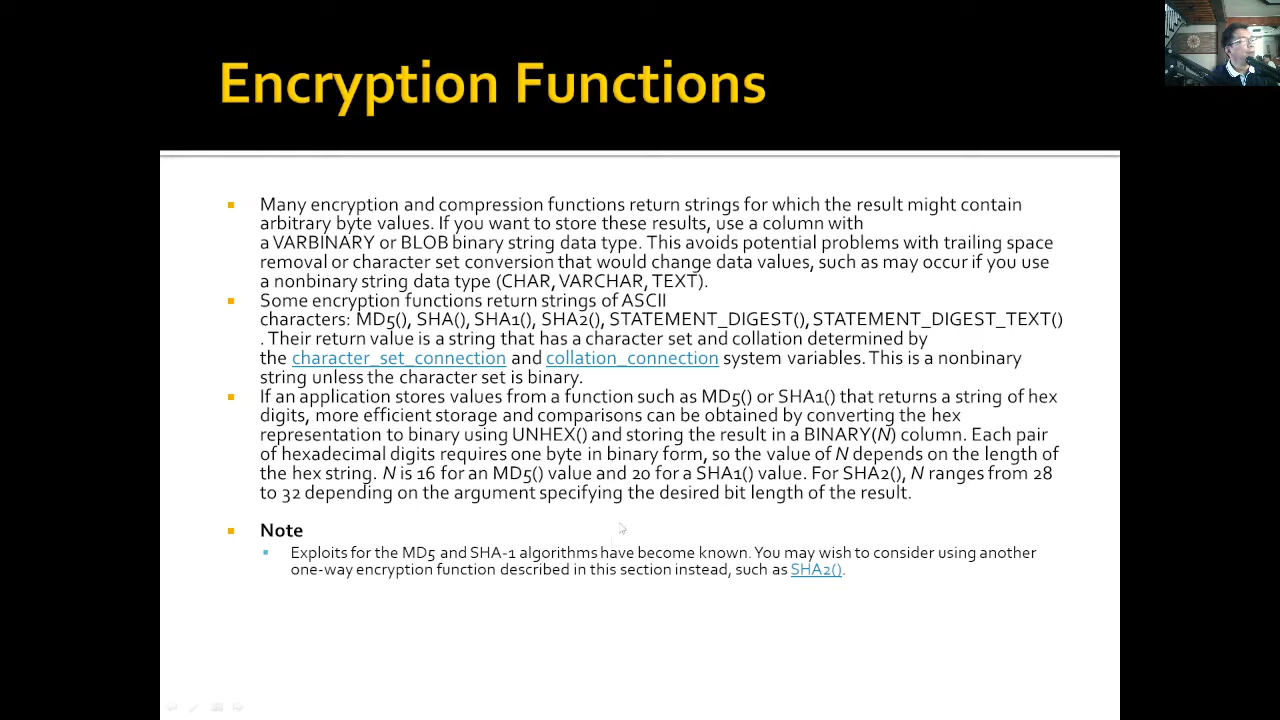 Encryption Functions
Many encryption and compression functions return strings for which the result might contain
arbitrary byte values. If you want to store these results, use a column with
a VARBINARY or BLOB binary string data type. This avoids potential problems with trailing space
removal or character set conversion that would change data values, such as may occur if you use
a nonbinary string data type (CHAR, VARCHAR, TEXT).
Some encryption functions return strings of ASCII
characters: MD5(), SHA(), SHA1(), SHA2(), STATEMENT_DIGEST(), STATEMENT_DIGEST_TEXT()
. Their return value is a string that has a character set and collation determined by
the character_set_connection and collation_connection system variables. This is a nonbinary
string unless the character set is binary.
If an application stores values from a function such as MD5() or SHA1() that returns a string of hex
digits, more efficient storage and comparisons can be obtained by converting the hex
representation to binary using UNHEX() and storing the result in a BINARY(N) column. Each pair
of hexadecimal digits requires one byte in binary form, so the value of N depends on the length of
the hex string. N is 16 for an MD5() value and 20 for a SHA1() value. For SHA2(), N ranges from 28
to 32 depending on the argument specifying the desired bit length of the result.
Note
Exploits for the MD5 and SHA-1 algorithms have become known. You may wish to consider using another
one-way encryption function described in this section instead, such as SHA2().